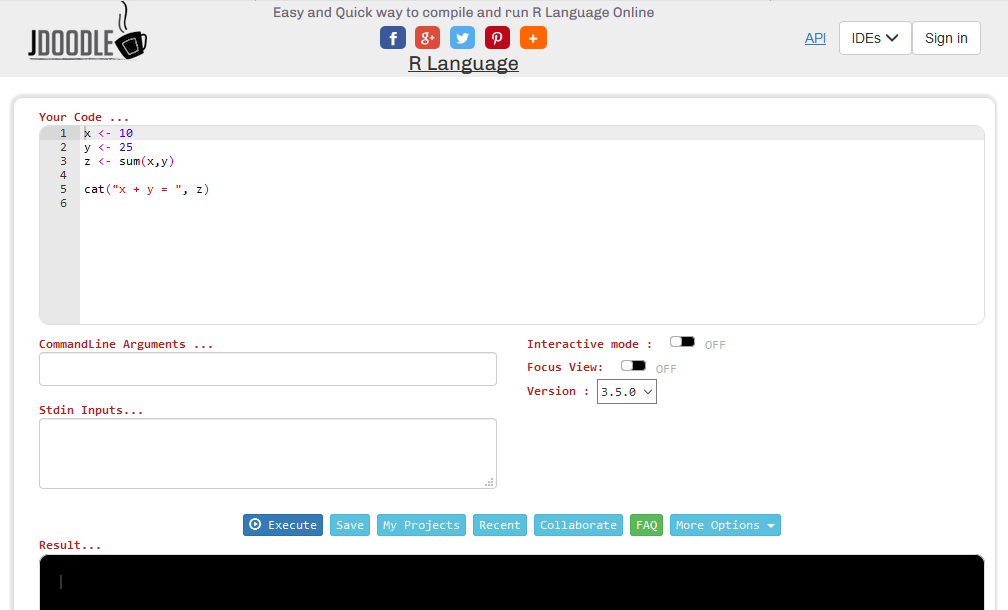 Easy and Quick way to compile and run R Language Online
JDOODLE
f g+ p +
R Language
API IDEs Sign in
Your Code ...
1 x <- 10
2 y <- 25
3 z <- sum(x,y)
4
5 cat("x + y = ", z)
6
CommandLine Arguments ...
Interactive mode : OFF
Focus View: OFF
Version : 3.5.0
Stdin Inputs...
Execute Save My Projects Recent Collaborate FAQ More Options
Result...